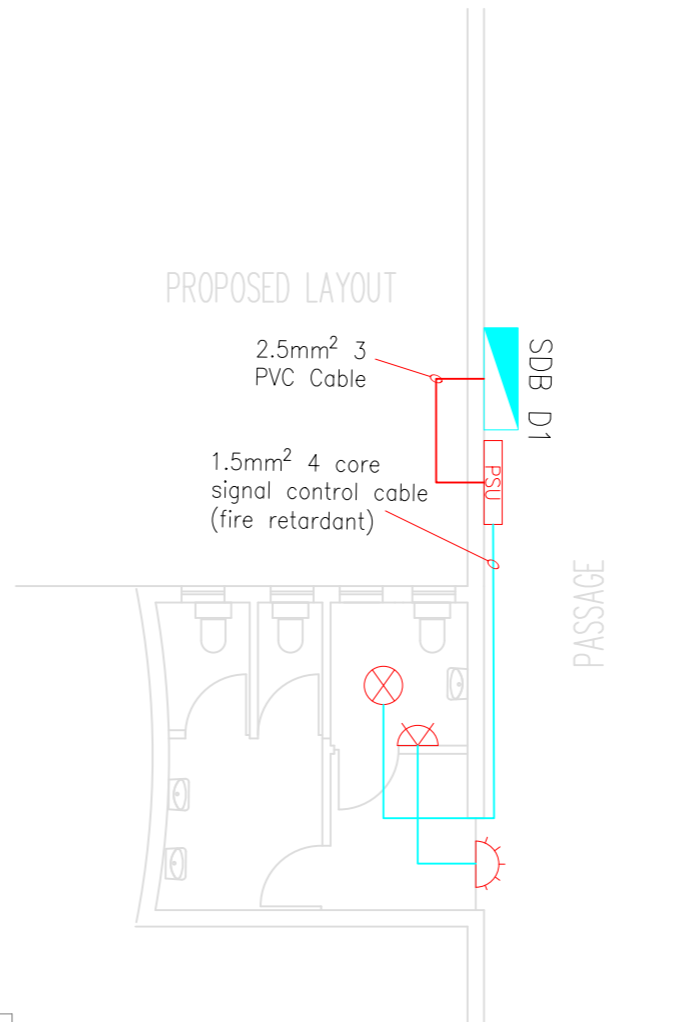 PROPOSED LAYOUT
2.5mm² 3
PVC Cable
SDB D1
1.5mm² 4 core
signal control cable
(fire retardant)
PSU
PASSAGE